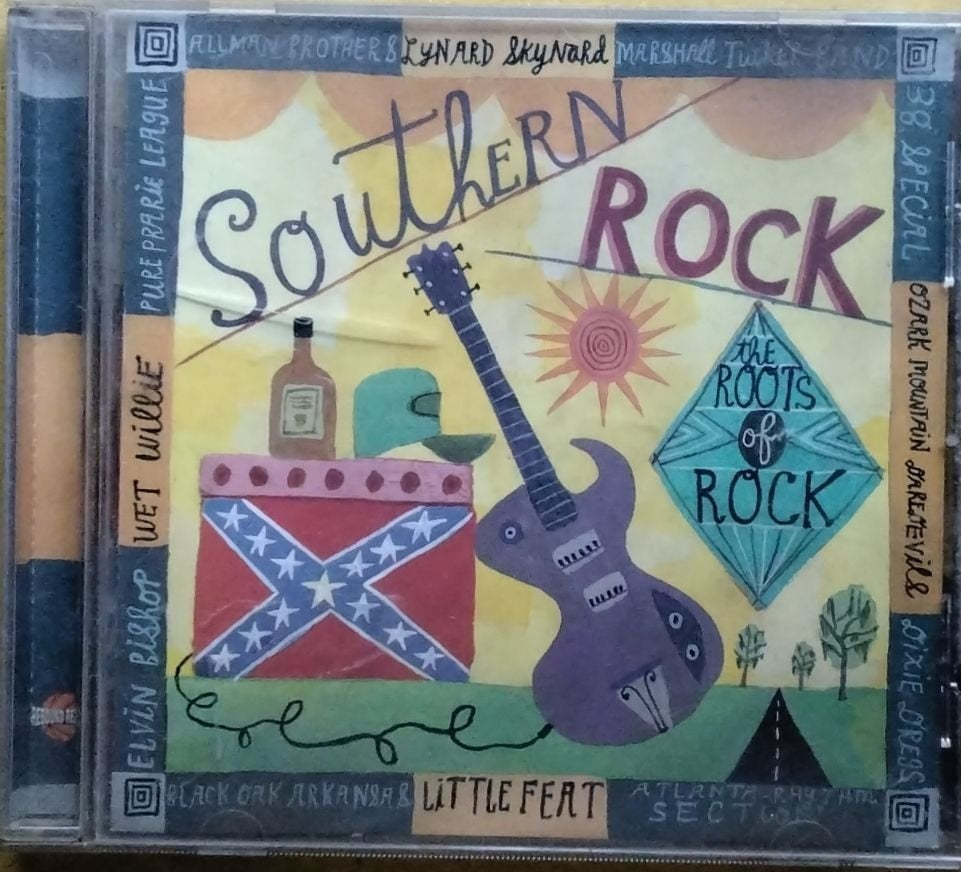 ALLMAN BROTHERS LYNARD SKYNARD MARSHALL TUCKER BAND
38 SPECIAL
OZARK MOUNTAIN DAREDEVILS
DIXIE DREGS
PURE PRARIE LEAGUE
WET WILLIE
ELVIN BISHOP
SOUTHERN
ROCK
the
ROOTS
of
ROCK
BLACK OAK ARKANSAS LITTLE FEAT ATLANTA RHYTHM
SECTION